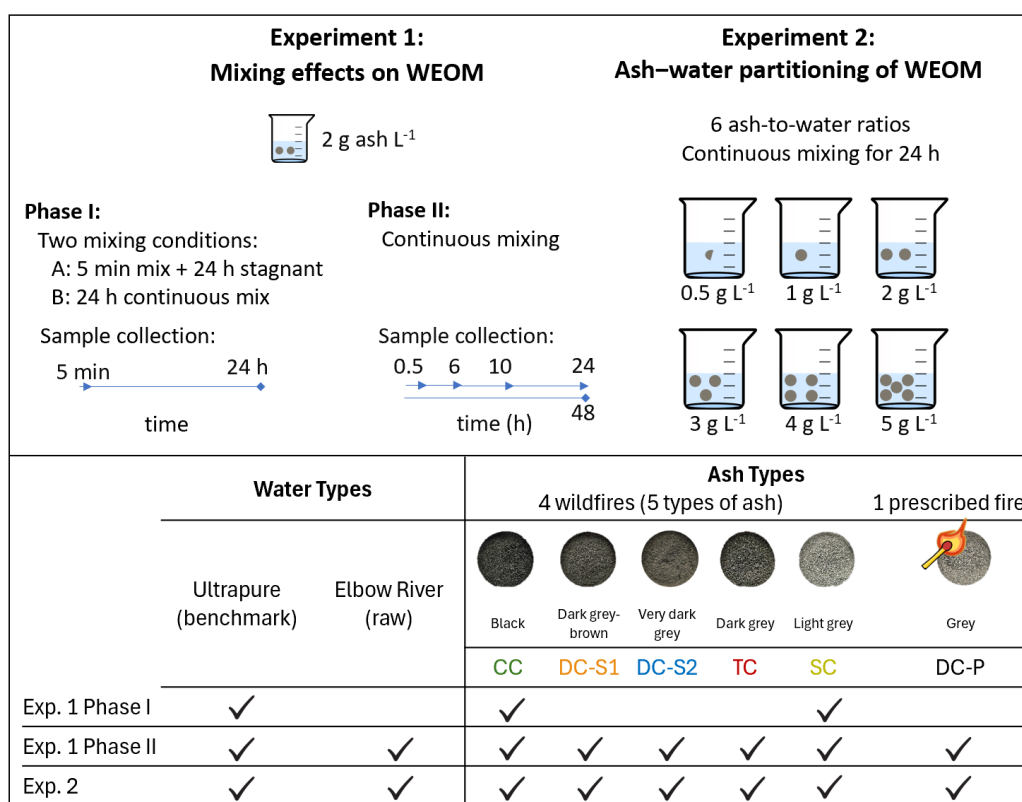 Experiment 1:
Mixing effects on WEOM
2 g ash L⁻¹
Phase I:
Two mixing conditions:
A: 5 min mix + 24 h stagnant
B: 24 h continuous mix
Sample collection:
5 min 24 h
time
Phase II:
Continuous mixing
Sample collection:
0.5 6 10 24
48
time (h)
Experiment 2:
Ash–water partitioning of WEOM
6 ash-to-water ratios
Continuous mixing for 24 h
0.5 g L⁻¹ 1 g L⁻¹ 2 g L⁻¹
3 g L⁻¹ 4 g L⁻¹ 5 g L⁻¹
Water Types
Ash Types
4 wildfires (5 types of ash) 1 prescribed fire
Ultrapure
(benchmark)
Elbow River
(raw)
Black
Dark grey-
brown
Very dark
grey
Dark grey
Light grey
Grey
CC DC-S1 DC-S2 TC SC DC-P
Exp. 1 Phase I ✓ ✓ ✓
Exp. 1 Phase II ✓ ✓ ✓ ✓ ✓ ✓ ✓ ✓
Exp. 2 ✓ ✓ ✓ ✓ ✓ ✓ ✓ ✓